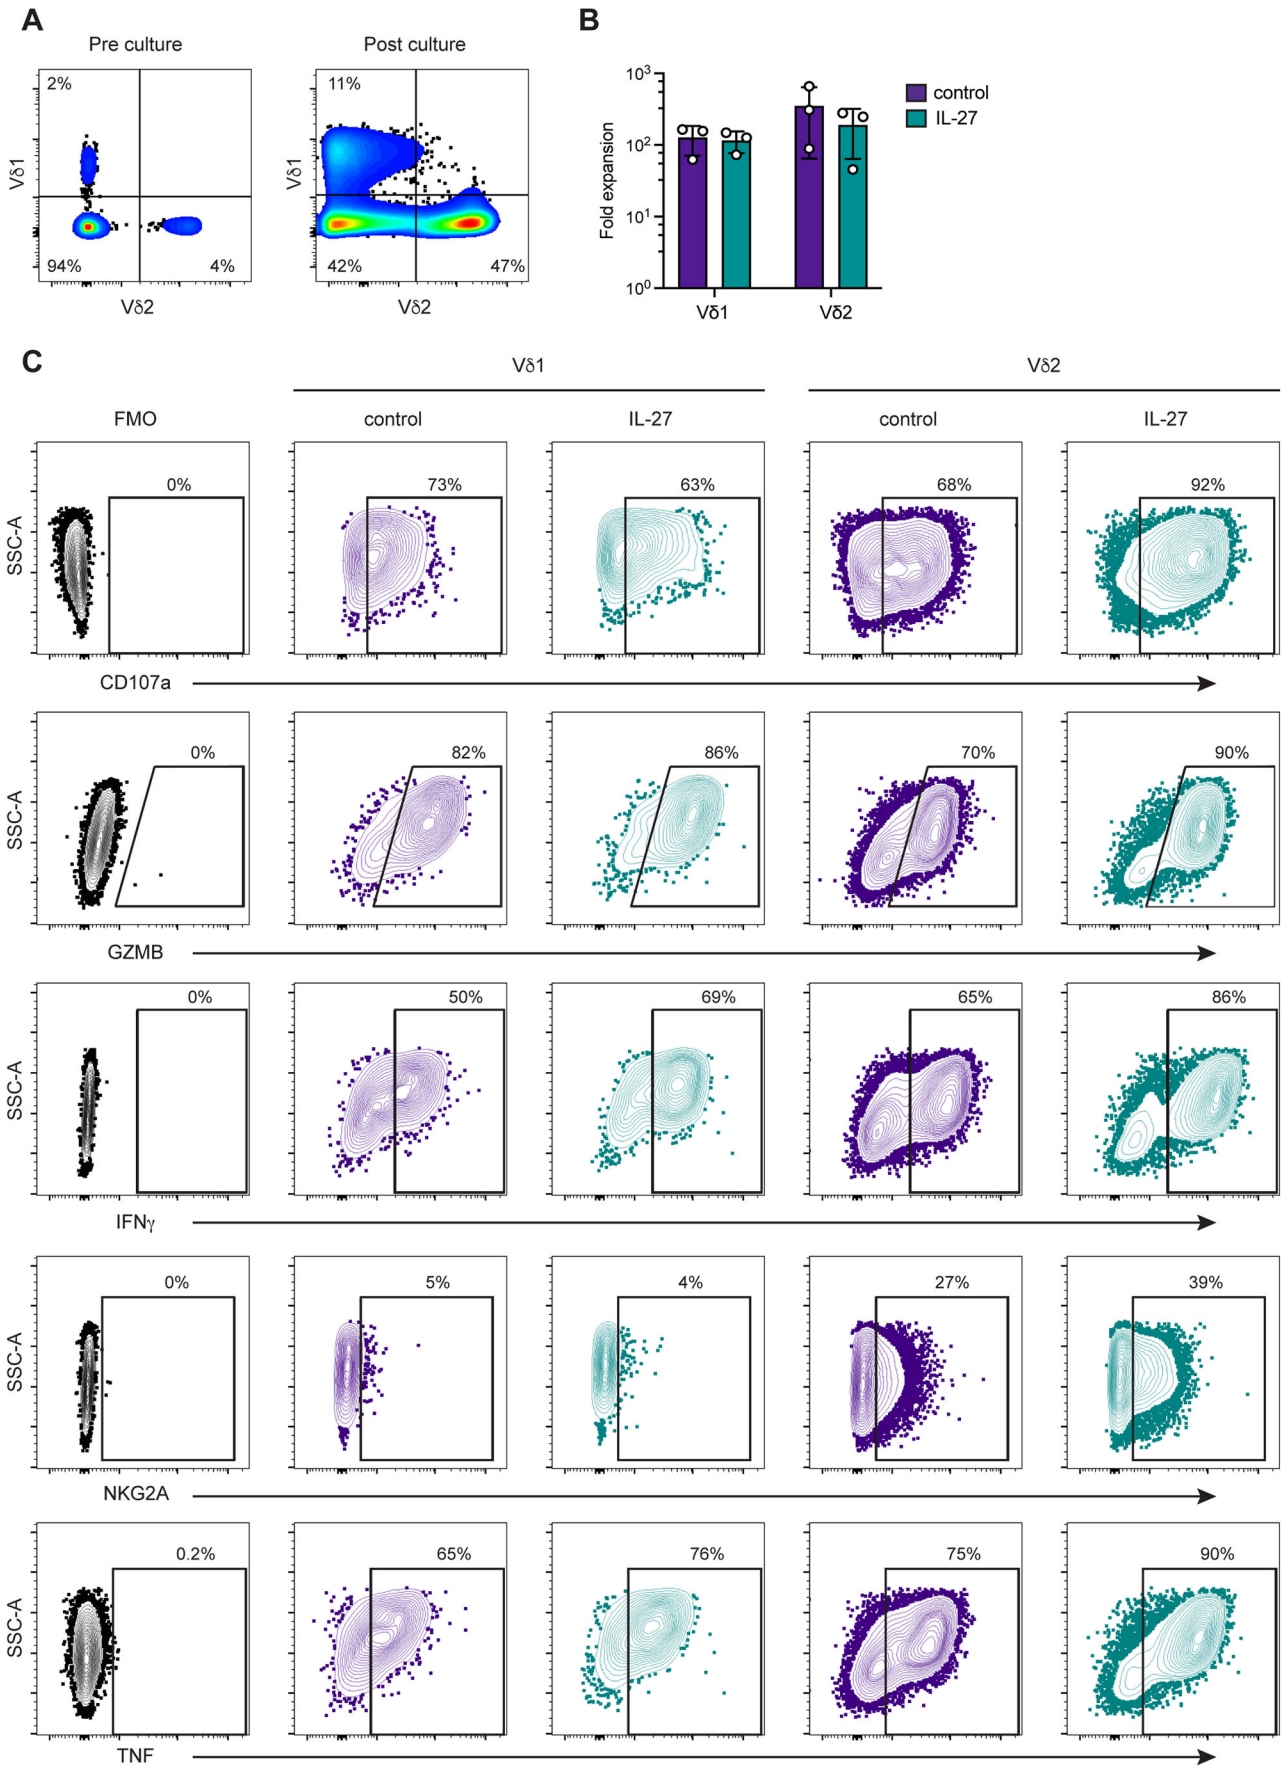 A
B
Pre culture
Post culture
2%
94%
4%
Vδ1
Vδ2
11%
42%
47%
Vδ1
Vδ2
10³
10²
10¹
10⁰
Fold expansion
Vδ1
Vδ2
control
IL-27
C
Vδ1
Vδ2
FMO
control
IL-27
control
IL-27
SSC-A
0%
73%
63%
68%
92%
CD107a
SSC-A
0%
82%
86%
70%
90%
GZMB
SSC-A
0%
50%
69%
65%
86%
IFNγ
SSC-A
0%
5%
4%
27%
39%
NKG2A
SSC-A
0.2%
65%
76%
75%
90%
TNF